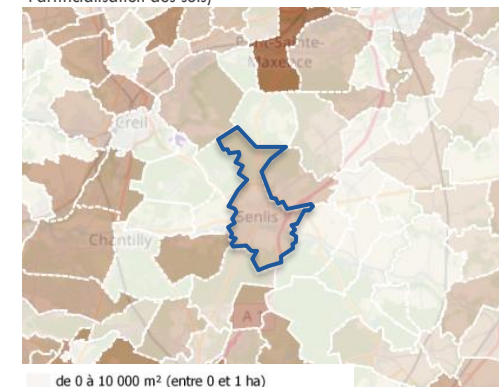 l'artificialisation des sols)
Pont-Sainte-
Maxence
Creil
Senlis
Chantilly
A 1
de 0 à 10 000 m² (entre 0 et 1 ha)